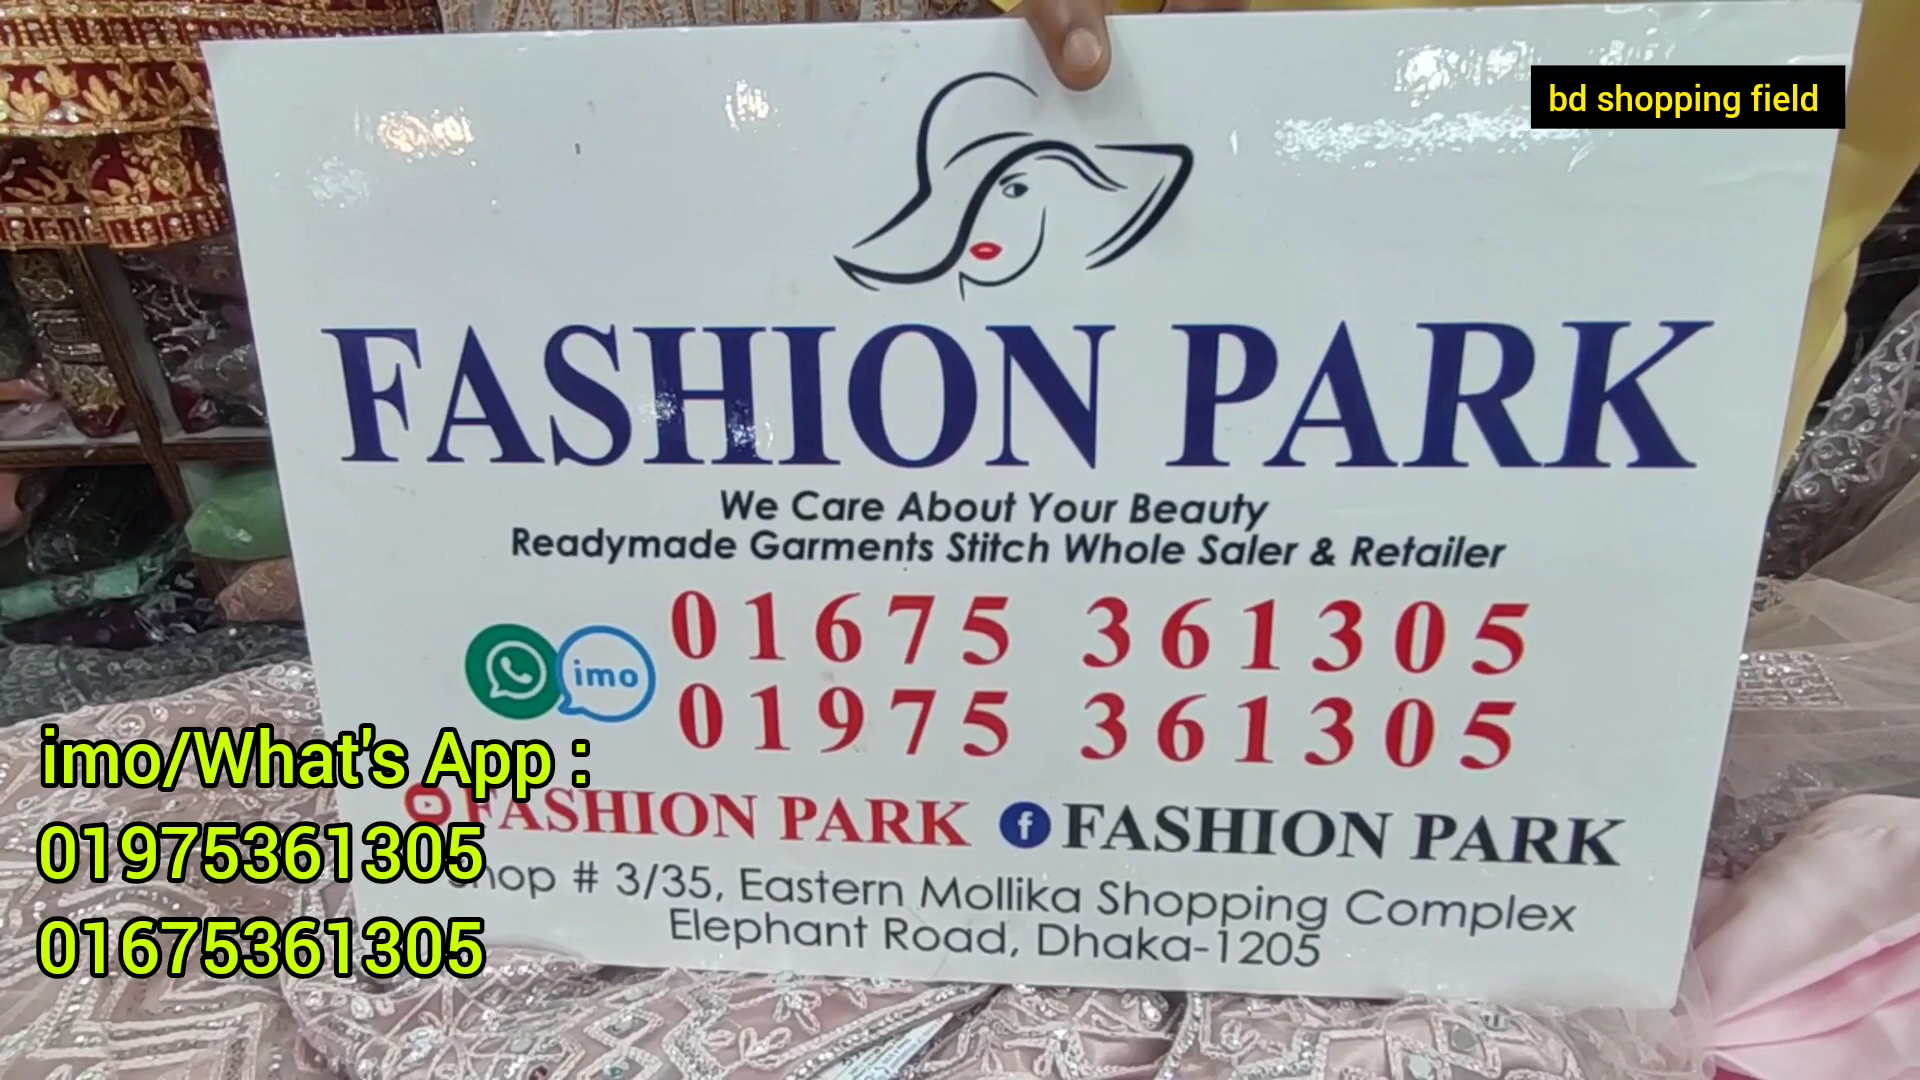 bd shopping field
FASHION PARK
We Care About Your Beauty
Readymade Garments Stitch Whole Saler & Retailer
imo
01675 361305
01975 361305
FASHION PARK
FASHION PARK
Shop # 3/35, Eastern Mollika Shopping Complex
Elephant Road, Dhaka-1205
imo/What's App :
01975361305
01675361305